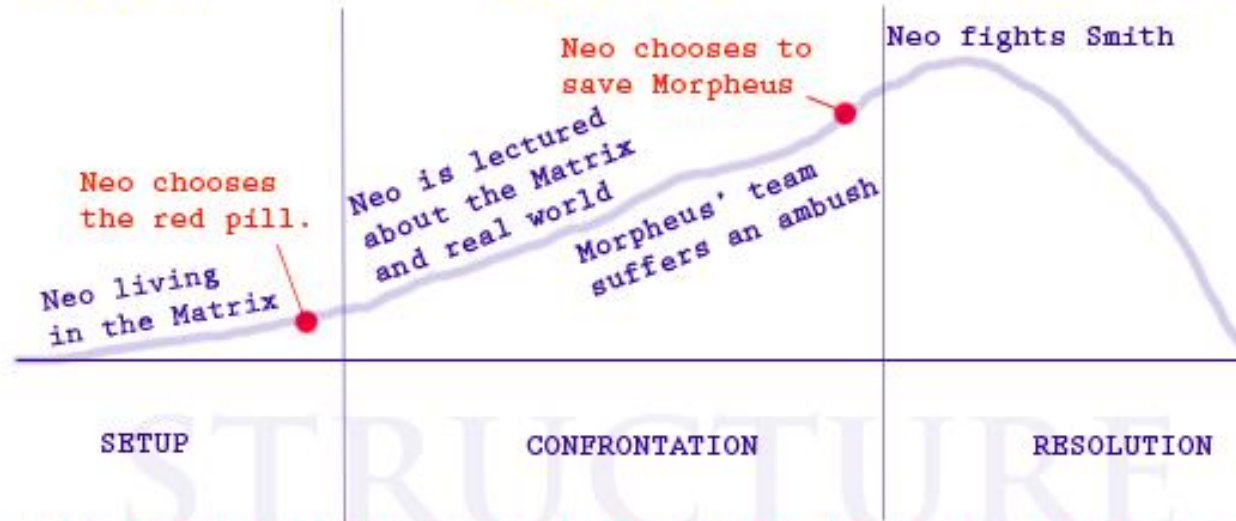 Neo fights Smith
Neo chooses to
save Morpheus
Neo is lectured
about the Matrix
and real world
Neo chooses
the red pill.
Morpheus' team
suffers an ambush
Neo living
in the Matrix
SETUP
CONFRONTATION
RESOLUTION
STRUCTURE